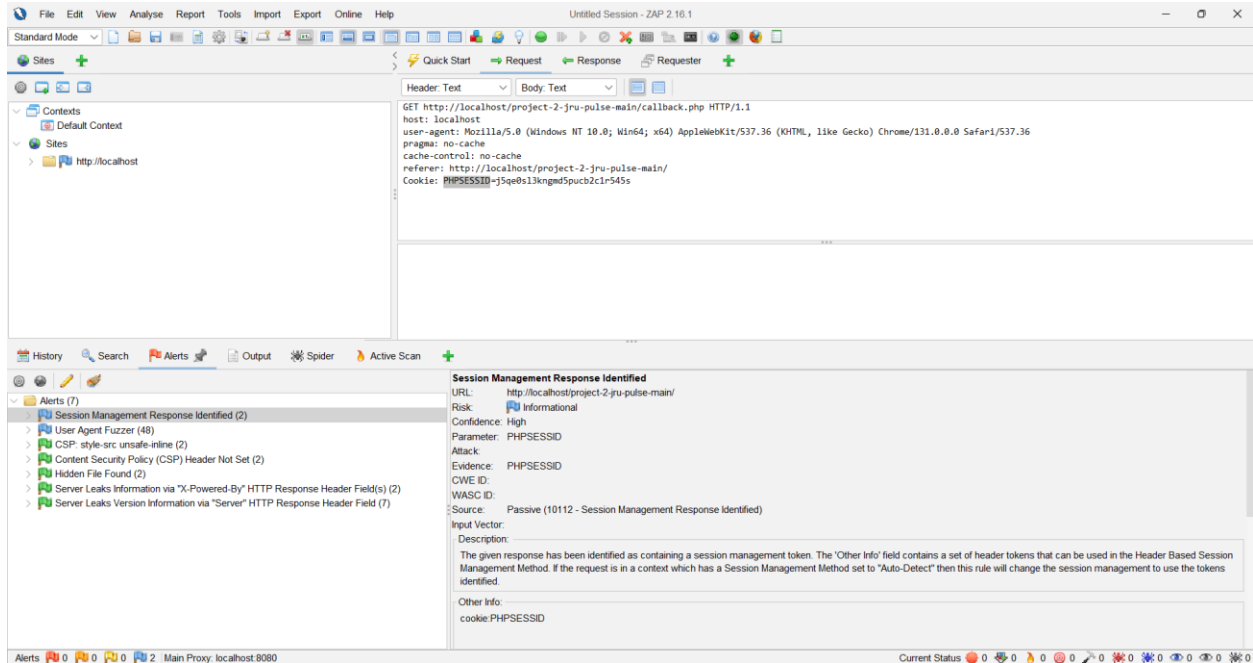 File Edit View Analyse Report Tools Import Export Online Help
Untitled Session - ZAP 2.16.1
Standard Mode
Sites
Quick Start Request Response Requester
Header: Text Body: Text
Contexts
Default Context
Sites
http://localhost
GET http://localhost/project-2-jru-pulse-main/callback.php HTTP/1.1
host: localhost
user-agent: Mozilla/5.0 (Windows NT 10.0; Win64; x64) AppleWebKit/537.36 (KHTML, like Gecko) Chrome/131.0.0.0 Safari/537.36
pragma: no-cache
cache-control: no-cache
referer: http://localhost/project-2-jru-pulse-main/
Cookie: PHPSESSID=j5qe0sl3kngmd5pucb2c1r545s
History Search Alerts Output Spider Active Scan
Alerts (7)
Session Management Response Identified (2)
User Agent Fuzzer (48)
CSP: style-src unsafe-inline (2)
Content Security Policy (CSP) Header Not Set (2)
Hidden File Found (2)
Server Leaks Information via "X-Powered-By" HTTP Response Header Field(s) (2)
Server Leaks Version Information via "Server" HTTP Response Header Field (7)
Session Management Response Identified
URL: http://localhost/project-2-jru-pulse-main/
Risk: Informational
Confidence: High
Parameter: PHPSESSID
Attack:
Evidence: PHPSESSID
CWE ID:
WASC ID:
Source: Passive (10112 - Session Management Response Identified)
Input Vector:
Description:
The given response has been identified as containing a session management token. The 'Other Info' field contains a set of header tokens that can be used in the Header Based Session
Management Method. If the request is in a context which has a Session Management Method set to "Auto-Detect" then this rule will change the session management to use the tokens
identified.
Other Info:
cookie:PHPSESSID
Alerts 0 0 0 2 Main Proxy: localhost:8080
Current Status 0 0 0 0 0 0 0 0 0 0